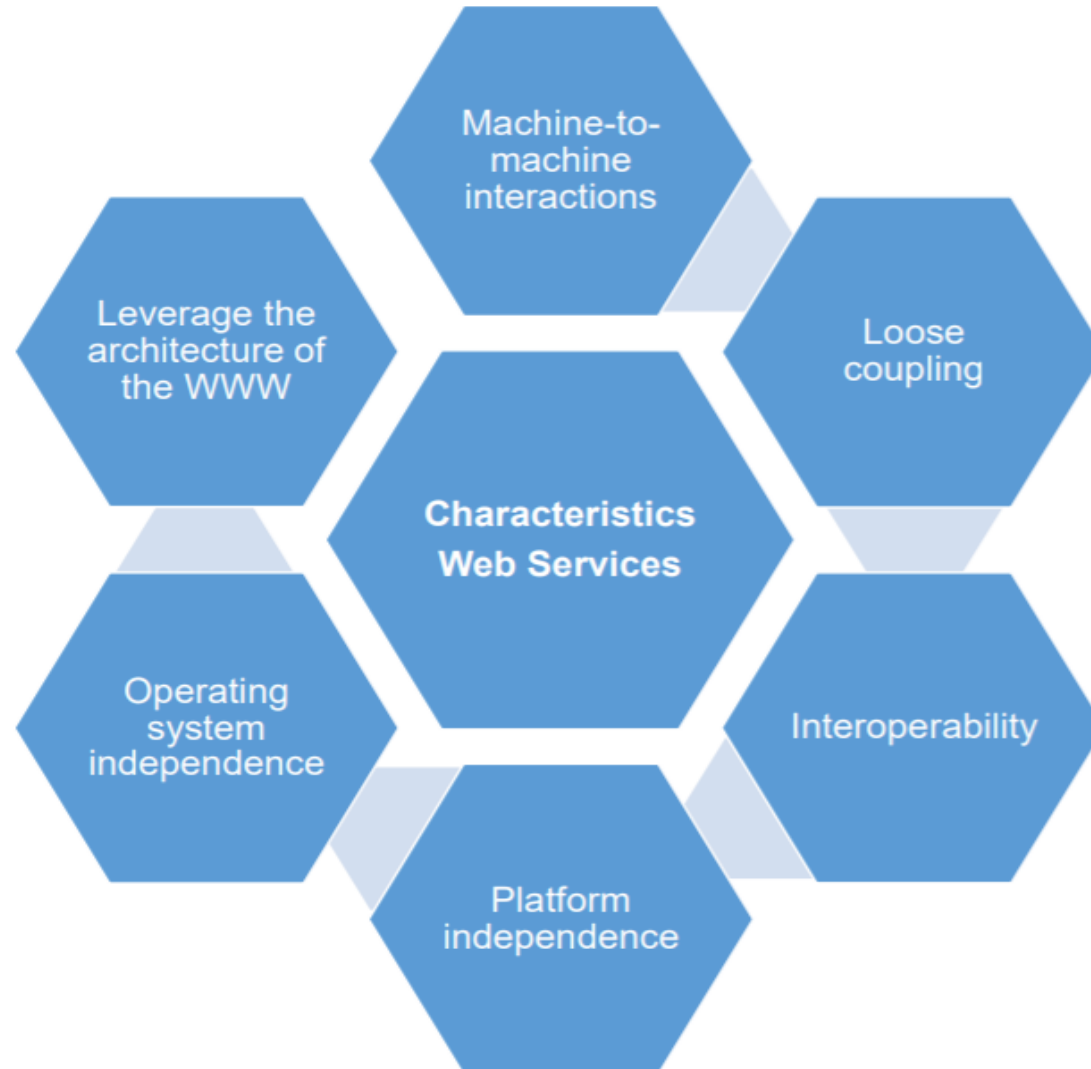 Machine-to-
machine
interactions
Leverage the
architecture of
the WWW
Loose
coupling
Characteristics
Web Services
Operating
system
independence
Interoperability
Platform
independence